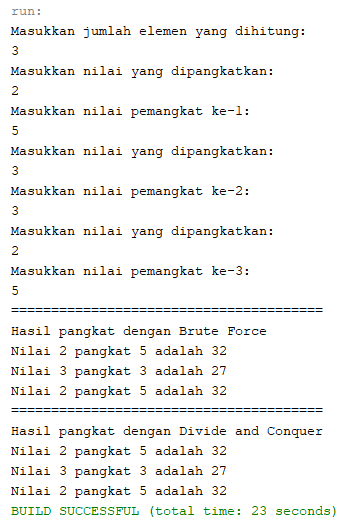 run:
Masukkan jumlah elemen yang dihitung:
3
Masukkan nilai yang dipangkatkan:
2
Masukkan nilai pemangkat ke-1:
5
Masukkan nilai yang dipangkatkan:
3
Masukkan nilai pemangkat ke-2:
3
Masukkan nilai yang dipangkatkan:
2
Masukkan nilai pemangkat ke-3:
5
=======================================
Hasil pangkat dengan Brute Force
Nilai 2 pangkat 5 adalah 32
Nilai 3 pangkat 3 adalah 27
Nilai 2 pangkat 5 adalah 32
=======================================
Hasil pangkat dengan Divide and Conquer
Nilai 2 pangkat 5 adalah 32
Nilai 3 pangkat 3 adalah 27
Nilai 2 pangkat 5 adalah 32
BUILD SUCCESSFUL (total time: 23 seconds)